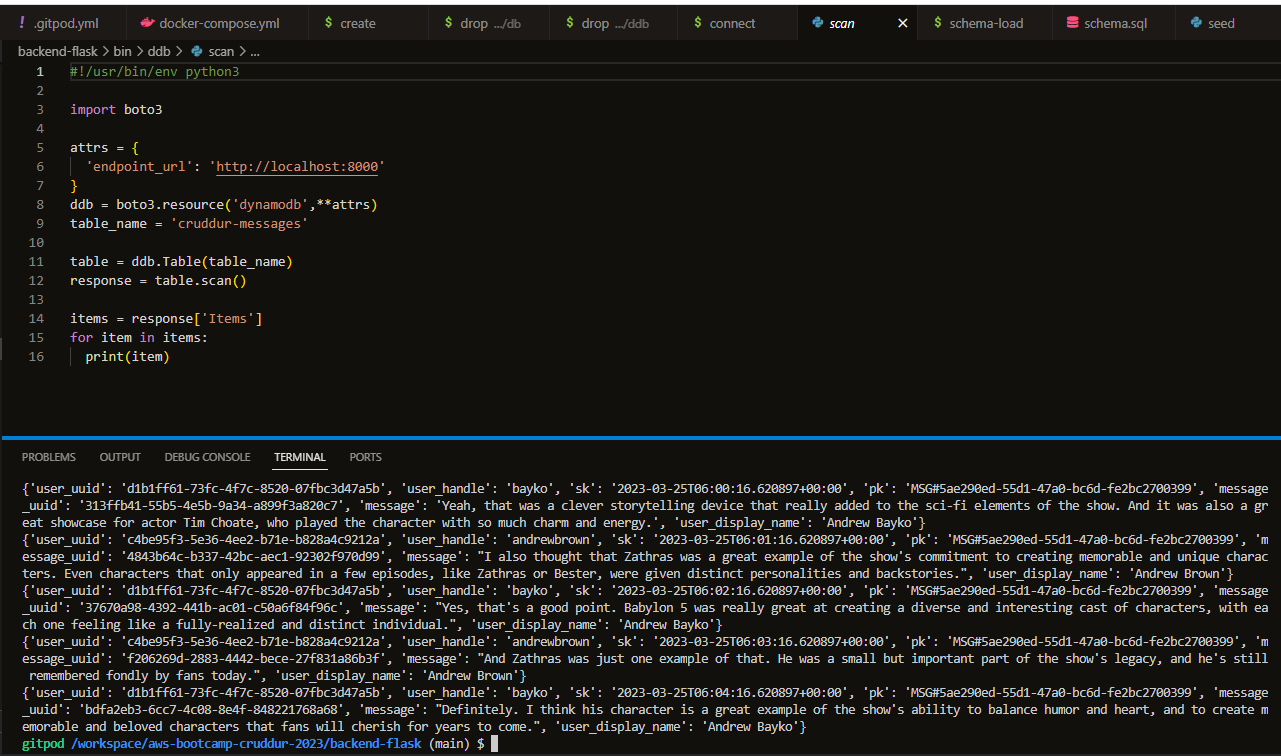 ! .gitpod.yml docker-compose.yml $ create $ drop .../db $ drop .../ddb $ connect scan × $ schema-load schema.sql seed
backend-flask > bin > ddb > scan > ...
1 #!/usr/bin/env python3
2
3 import boto3
4
5 attrs = {
6 'endpoint_url': 'http://localhost:8000'
7 }
8 ddb = boto3.resource('dynamodb',**attrs)
9 table_name = 'cruddur-messages'
10
11 table = ddb.Table(table_name)
12 response = table.scan()
13
14 items = response['Items']
15 for item in items:
16 print(item)
PROBLEMS OUTPUT DEBUG CONSOLE TERMINAL PORTS
{'user_uuid': 'd1b1ff61-73fc-4f7c-8520-07fbc3d47a5b', 'user_handle': 'bayko', 'sk': '2023-03-25T06:00:16.620897+00:00', 'pk': 'MSG#5ae290ed-55d1-47a0-bc6d-fe2bc2700399', 'message
_uuid': '313ffb41-55b5-4e5b-9a34-a899f3a820c7', 'message': 'Yeah, that was a clever storytelling device that really added to the sci-fi elements of the show. And it was also a gr
eat showcase for actor Tim Choate, who played the character with so much charm and energy.', 'user_display_name': 'Andrew Bayko'}
{'user_uuid': 'c4be95f3-5e36-4ee2-b71e-b828a4c9212a', 'user_handle': 'andrewbrown', 'sk': '2023-03-25T06:01:16.620897+00:00', 'pk': 'MSG#5ae290ed-55d1-47a0-bc6d-fe2bc2700399', 'm
essage_uuid': '4843b64c-b337-42bc-aec1-92302f970d99', 'message': "I also thought that Zathras was a great example of the show's commitment to creating memorable and unique charac
ters. Even characters that only appeared in a few episodes, like Zathras or Bester, were given distinct personalities and backstories.", 'user_display_name': 'Andrew Brown'}
{'user_uuid': 'd1b1ff61-73fc-4f7c-8520-07fbc3d47a5b', 'user_handle': 'bayko', 'sk': '2023-03-25T06:02:16.620897+00:00', 'pk': 'MSG#5ae290ed-55d1-47a0-bc6d-fe2bc2700399', 'message
_uuid': '37670a98-4392-441b-ac01-c50a6f84f96c', 'message': "Yes, that's a good point. Babylon 5 was really great at creating a diverse and interesting cast of characters, with ea
ch one feeling like a fully-realized and distinct individual.", 'user_display_name': 'Andrew Bayko'}
{'user_uuid': 'c4be95f3-5e36-4ee2-b71e-b828a4c9212a', 'user_handle': 'andrewbrown', 'sk': '2023-03-25T06:03:16.620897+00:00', 'pk': 'MSG#5ae290ed-55d1-47a0-bc6d-fe2bc2700399', 'm
essage_uuid': 'f206269d-2883-4442-bece-27f831a86b3f', 'message': "And Zathras was just one example of that. He was a small but important part of the show's legacy, and he's still
remembered fondly by fans today.", 'user_display_name': 'Andrew Brown'}
{'user_uuid': 'd1b1ff61-73fc-4f7c-8520-07fbc3d47a5b', 'user_handle': 'bayko', 'sk': '2023-03-25T06:04:16.620897+00:00', 'pk': 'MSG#5ae290ed-55d1-47a0-bc6d-fe2bc2700399', 'message
_uuid': 'bdfa2eb3-6cc7-4c08-8e4f-848221768a68', 'message': "Definitely. I think his character is a great example of the show's ability to balance humor and heart, and to create m
emorable and beloved characters that fans will cherish for years to come.", 'user_display_name': 'Andrew Bayko'}
gitpod /workspace/aws-bootcamp-cruddur-2023/backend-flask (main) $